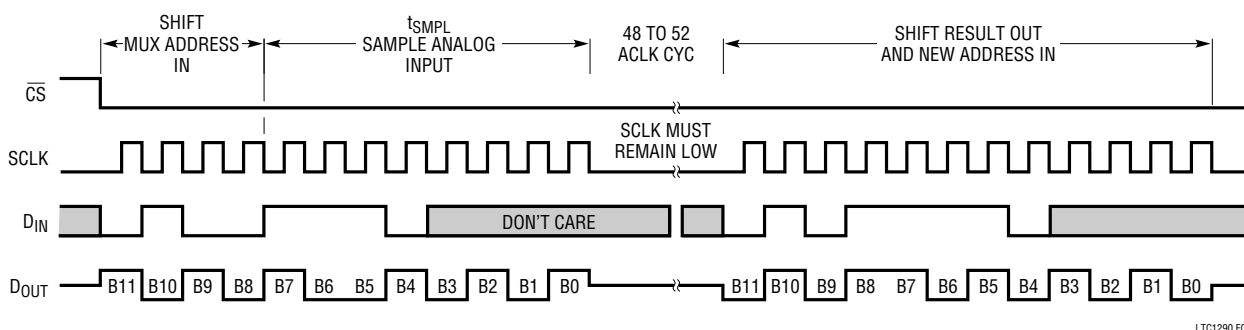 SHIFT
MUX ADDRESS
IN
tSMPL
SAMPLE ANALOG
INPUT
48 TO 52
ACLK CYC
SHIFT RESULT OUT
AND NEW ADDRESS IN
CS
SCLK
SCLK MUST
REMAIN LOW
DIN
DON'T CARE
DOUT
B11 B10 B9 B8 B7 B6 B5 B4 B3 B2 B1 B0
B11 B10 B9 B8 B7 B6 B5 B4 B3 B2 B1 B0